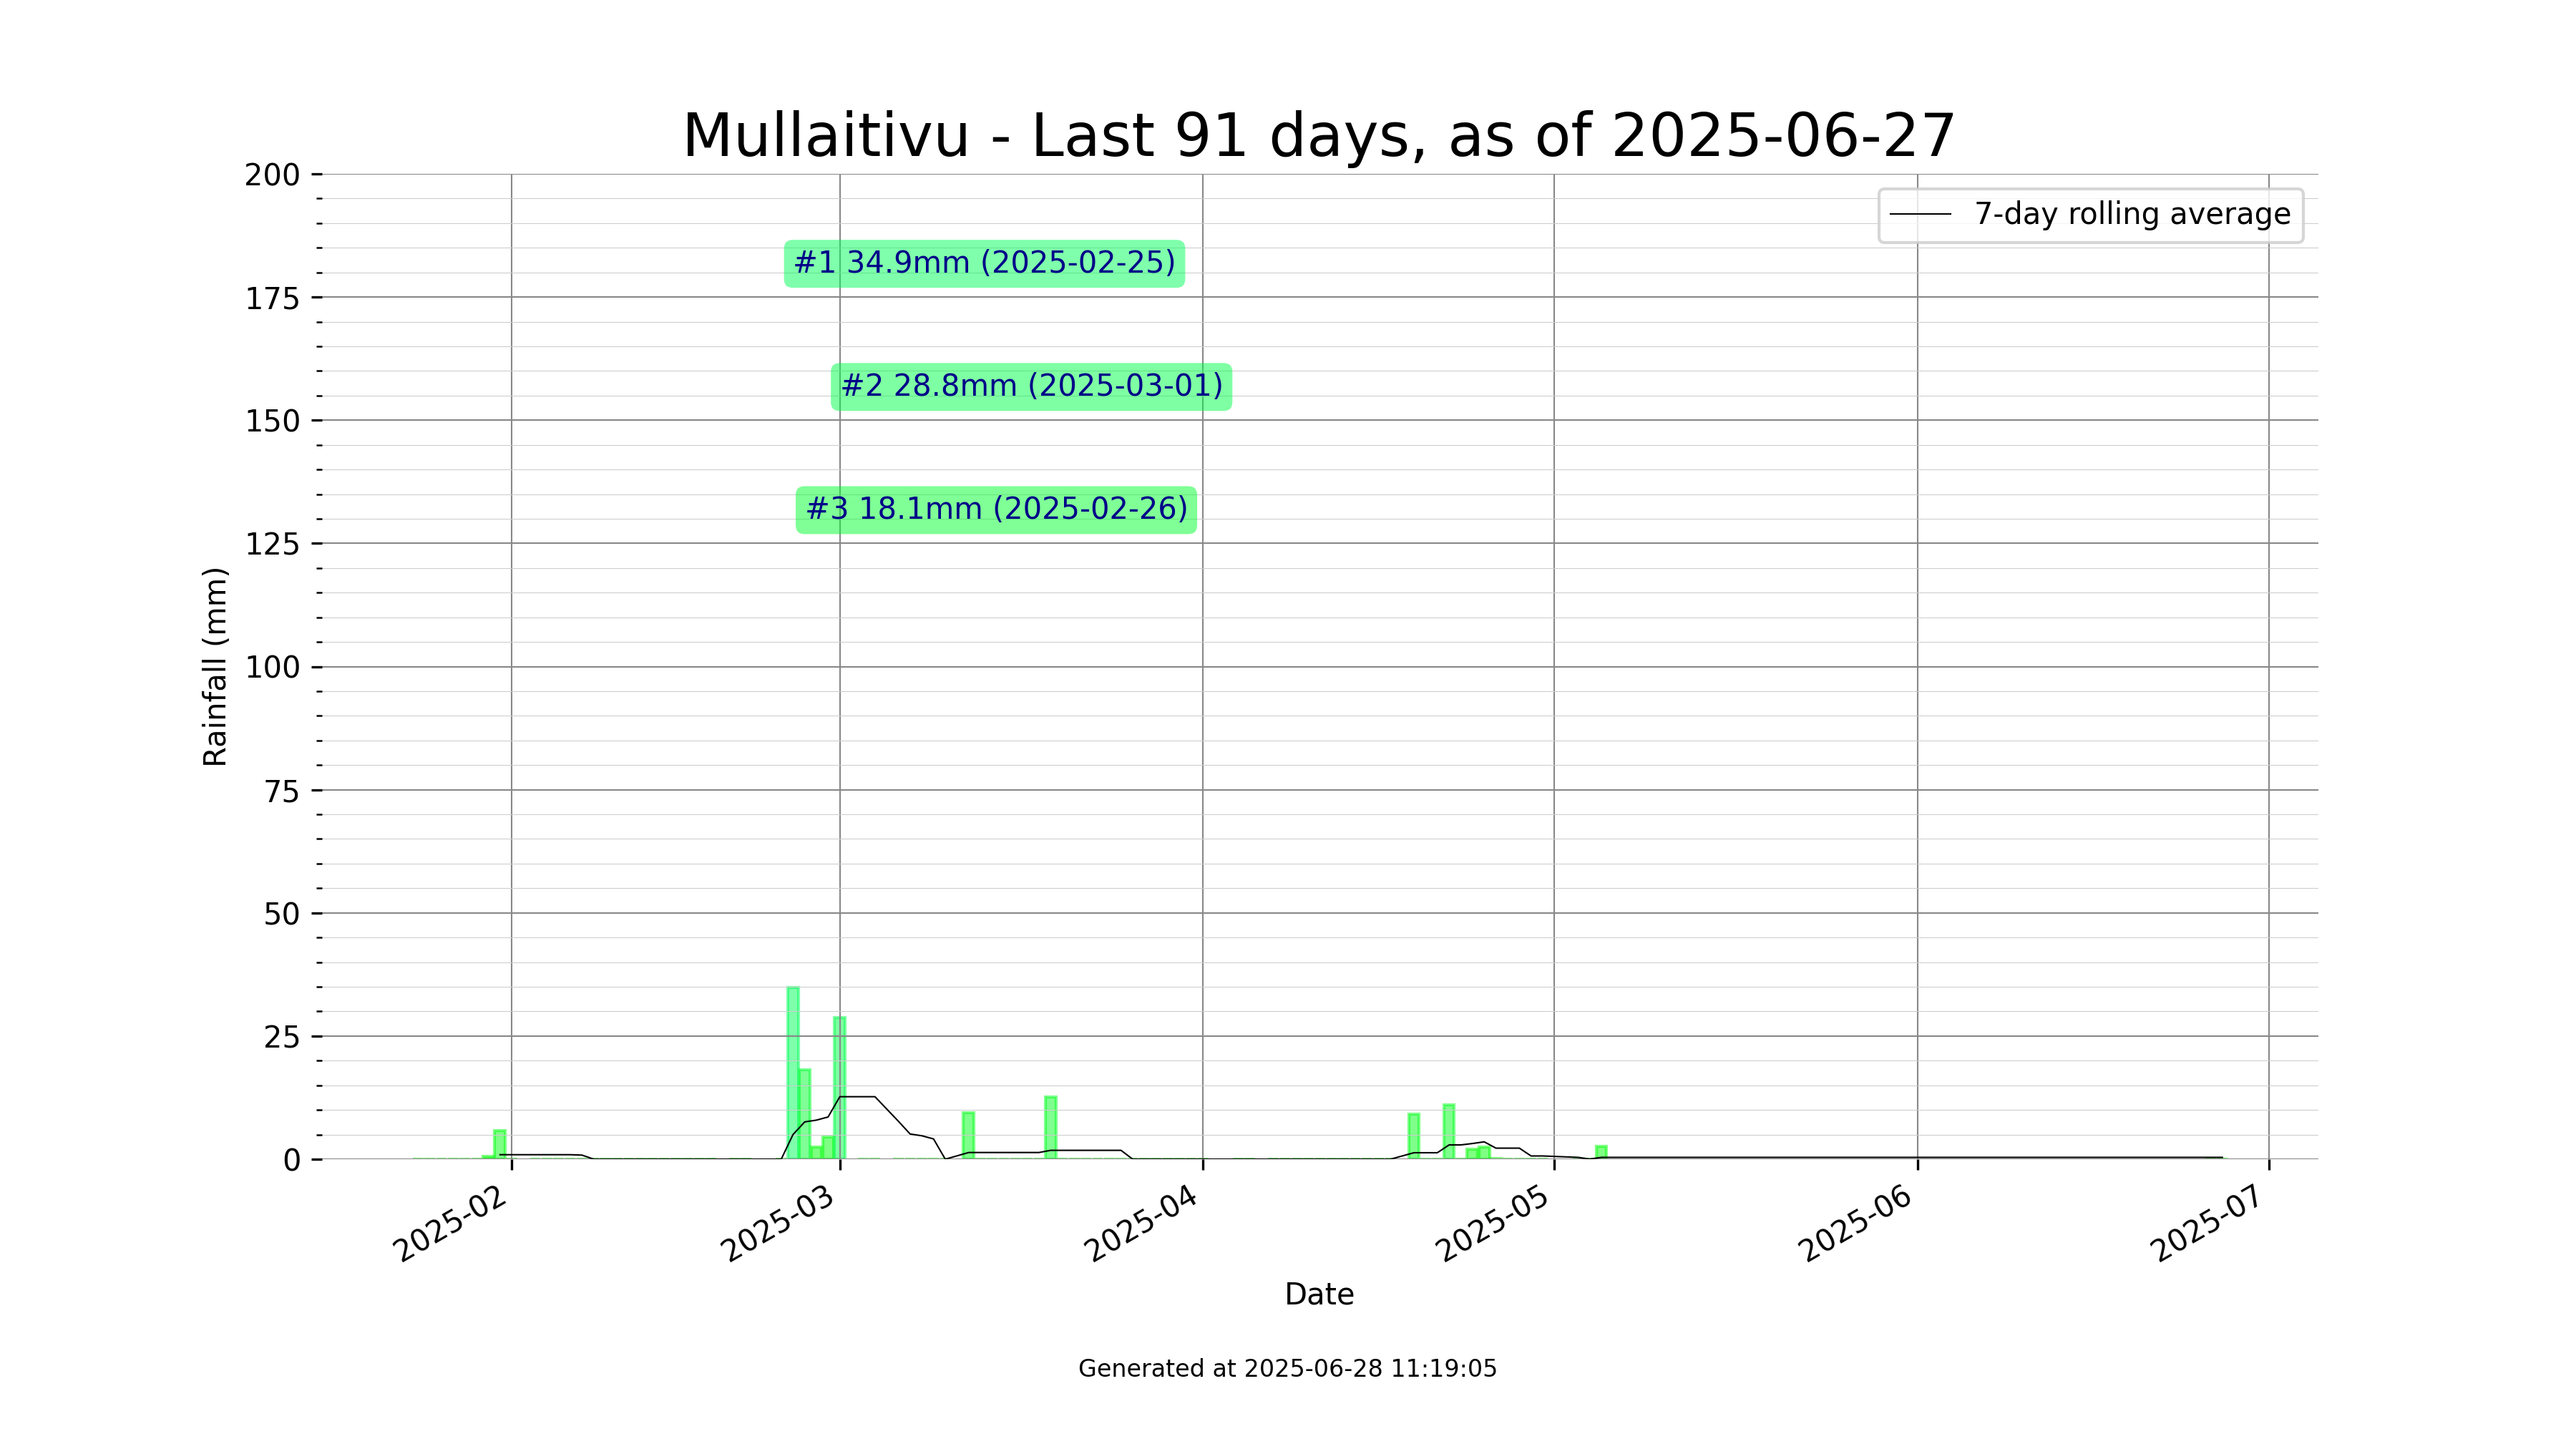 Mullaitivu - Last 91 days, as of 2025-06-27
200
175
150
125
100
75
50
25
0
Rainfall (mm)
7-day rolling average
#1 34.9mm (2025-02-25)
#2 28.8mm (2025-03-01)
#3 18.1mm (2025-02-26)
2025-02
2025-03
2025-04
2025-05
2025-06
2025-07
Date
Generated at 2025-06-28 11:19:05